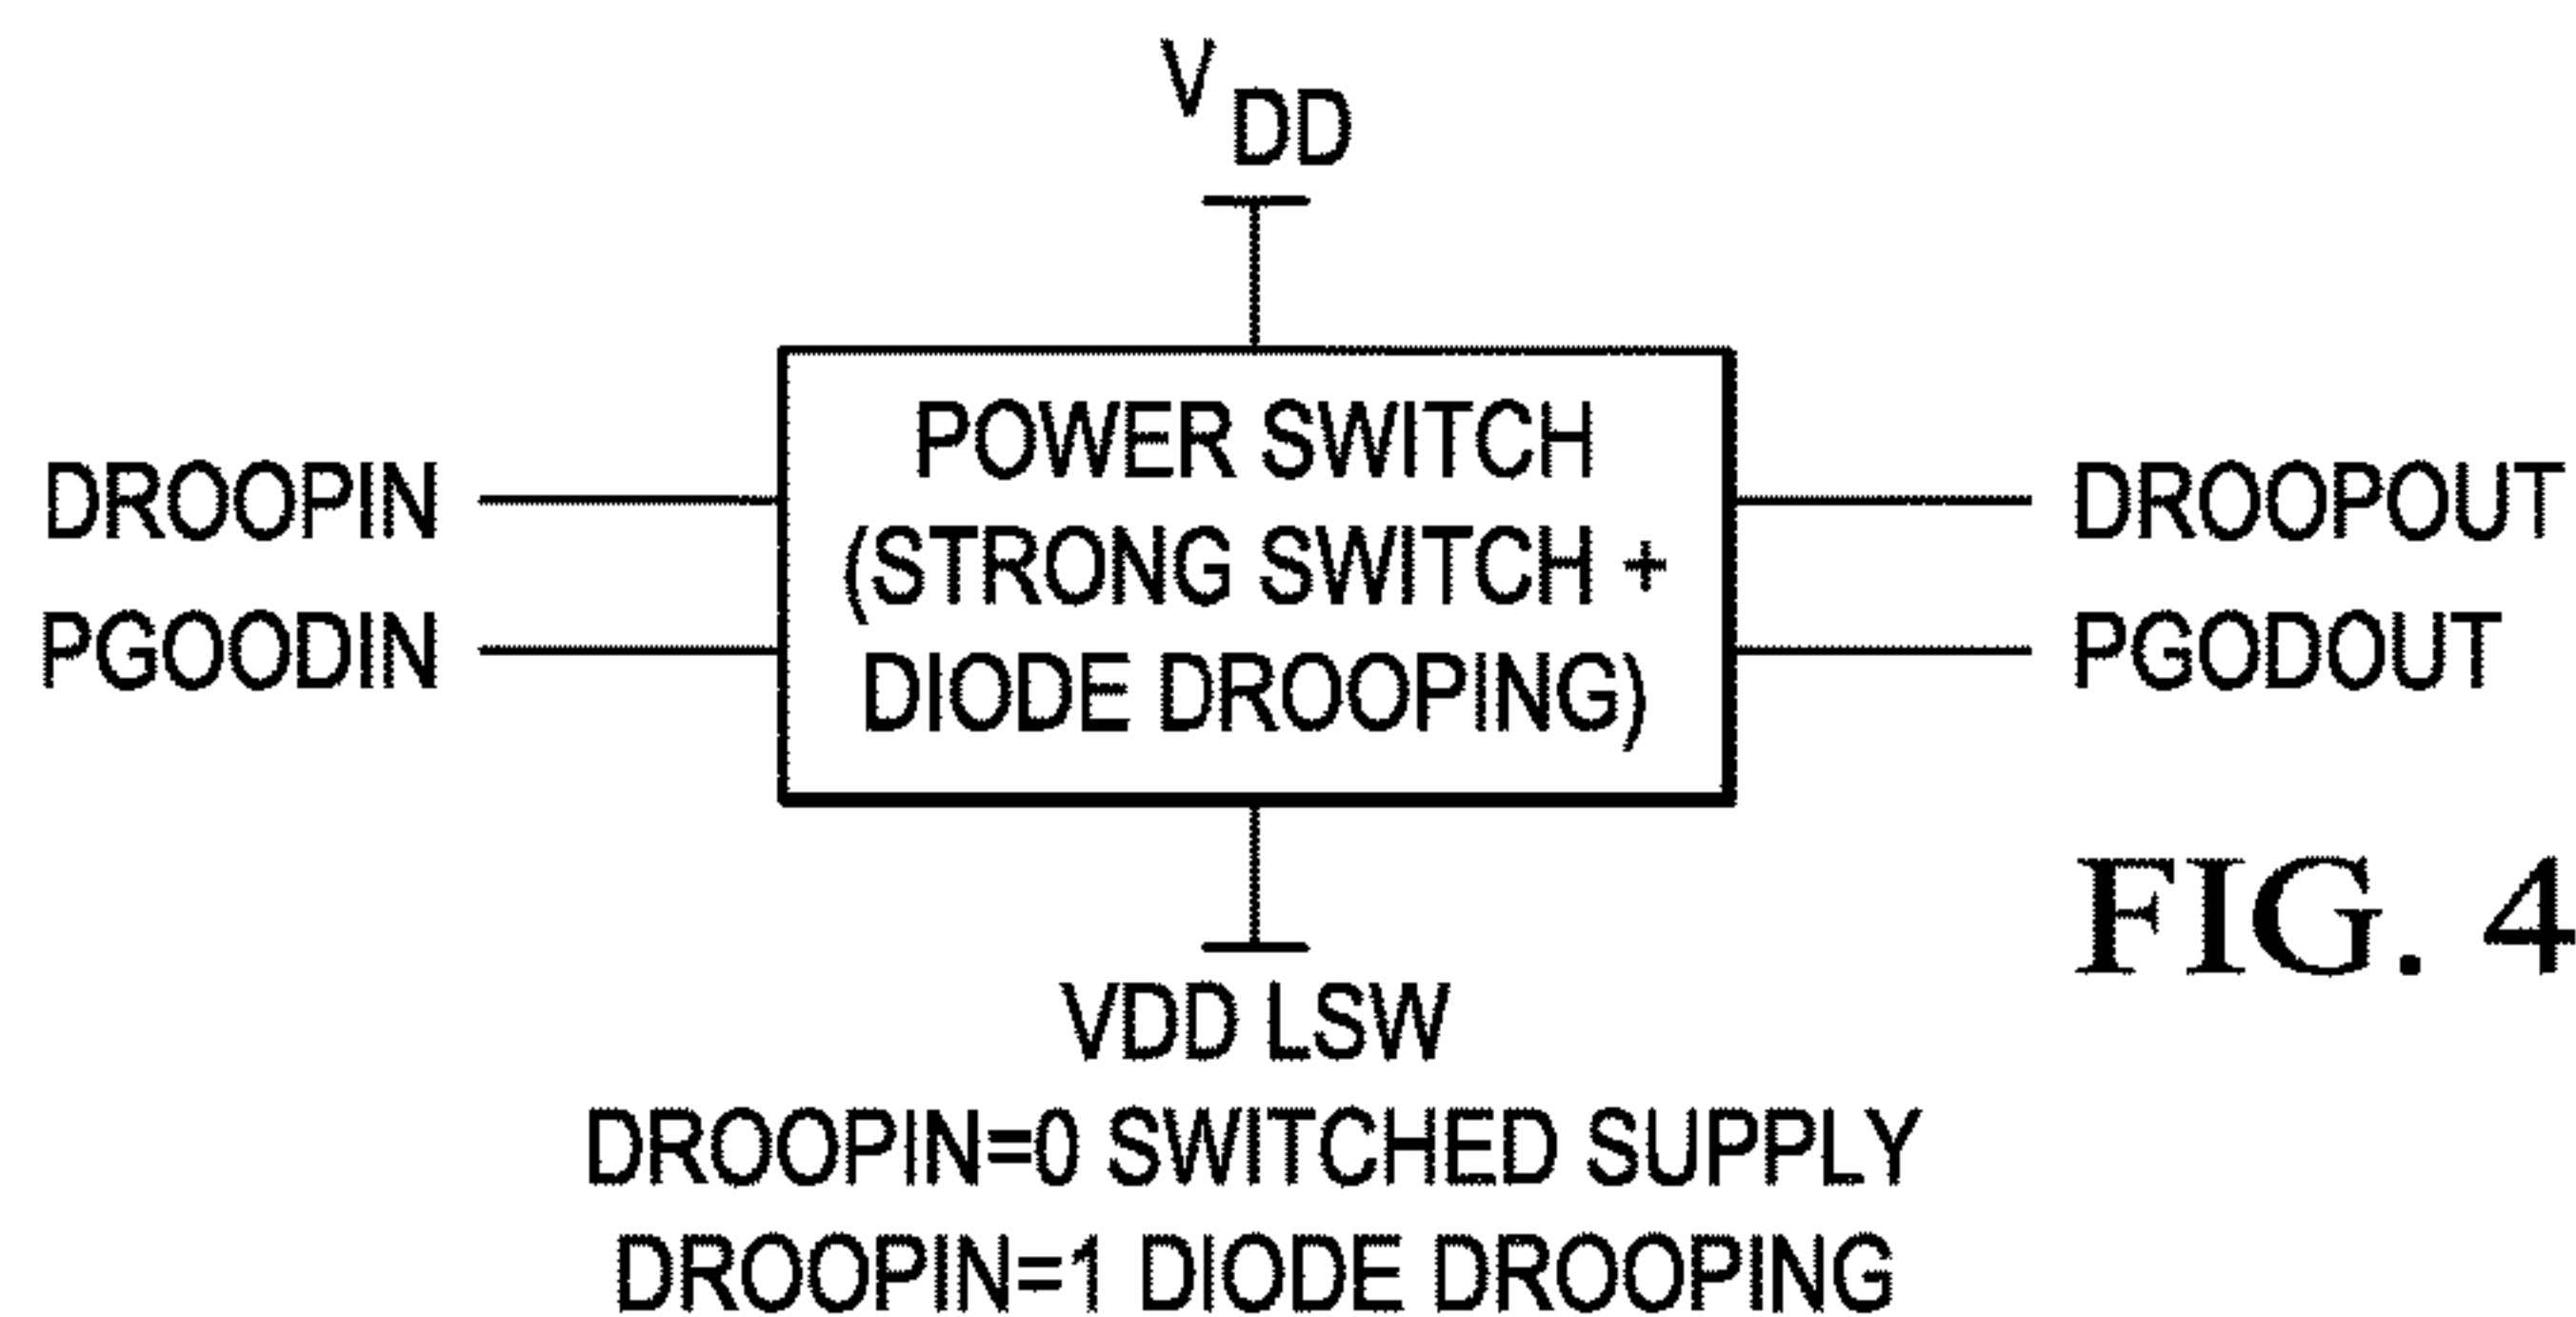 V DD
POWER SWITCH
(STRONG SWITCH +
DIODE DROOPING)
DROOPIN
PGOODIN
DROOPOUT
PGODOUT
FIG. 4
VDD LSW
DROOPIN=0 SWITCHED SUPPLY
DROOPIN=1 DIODE DROOPING